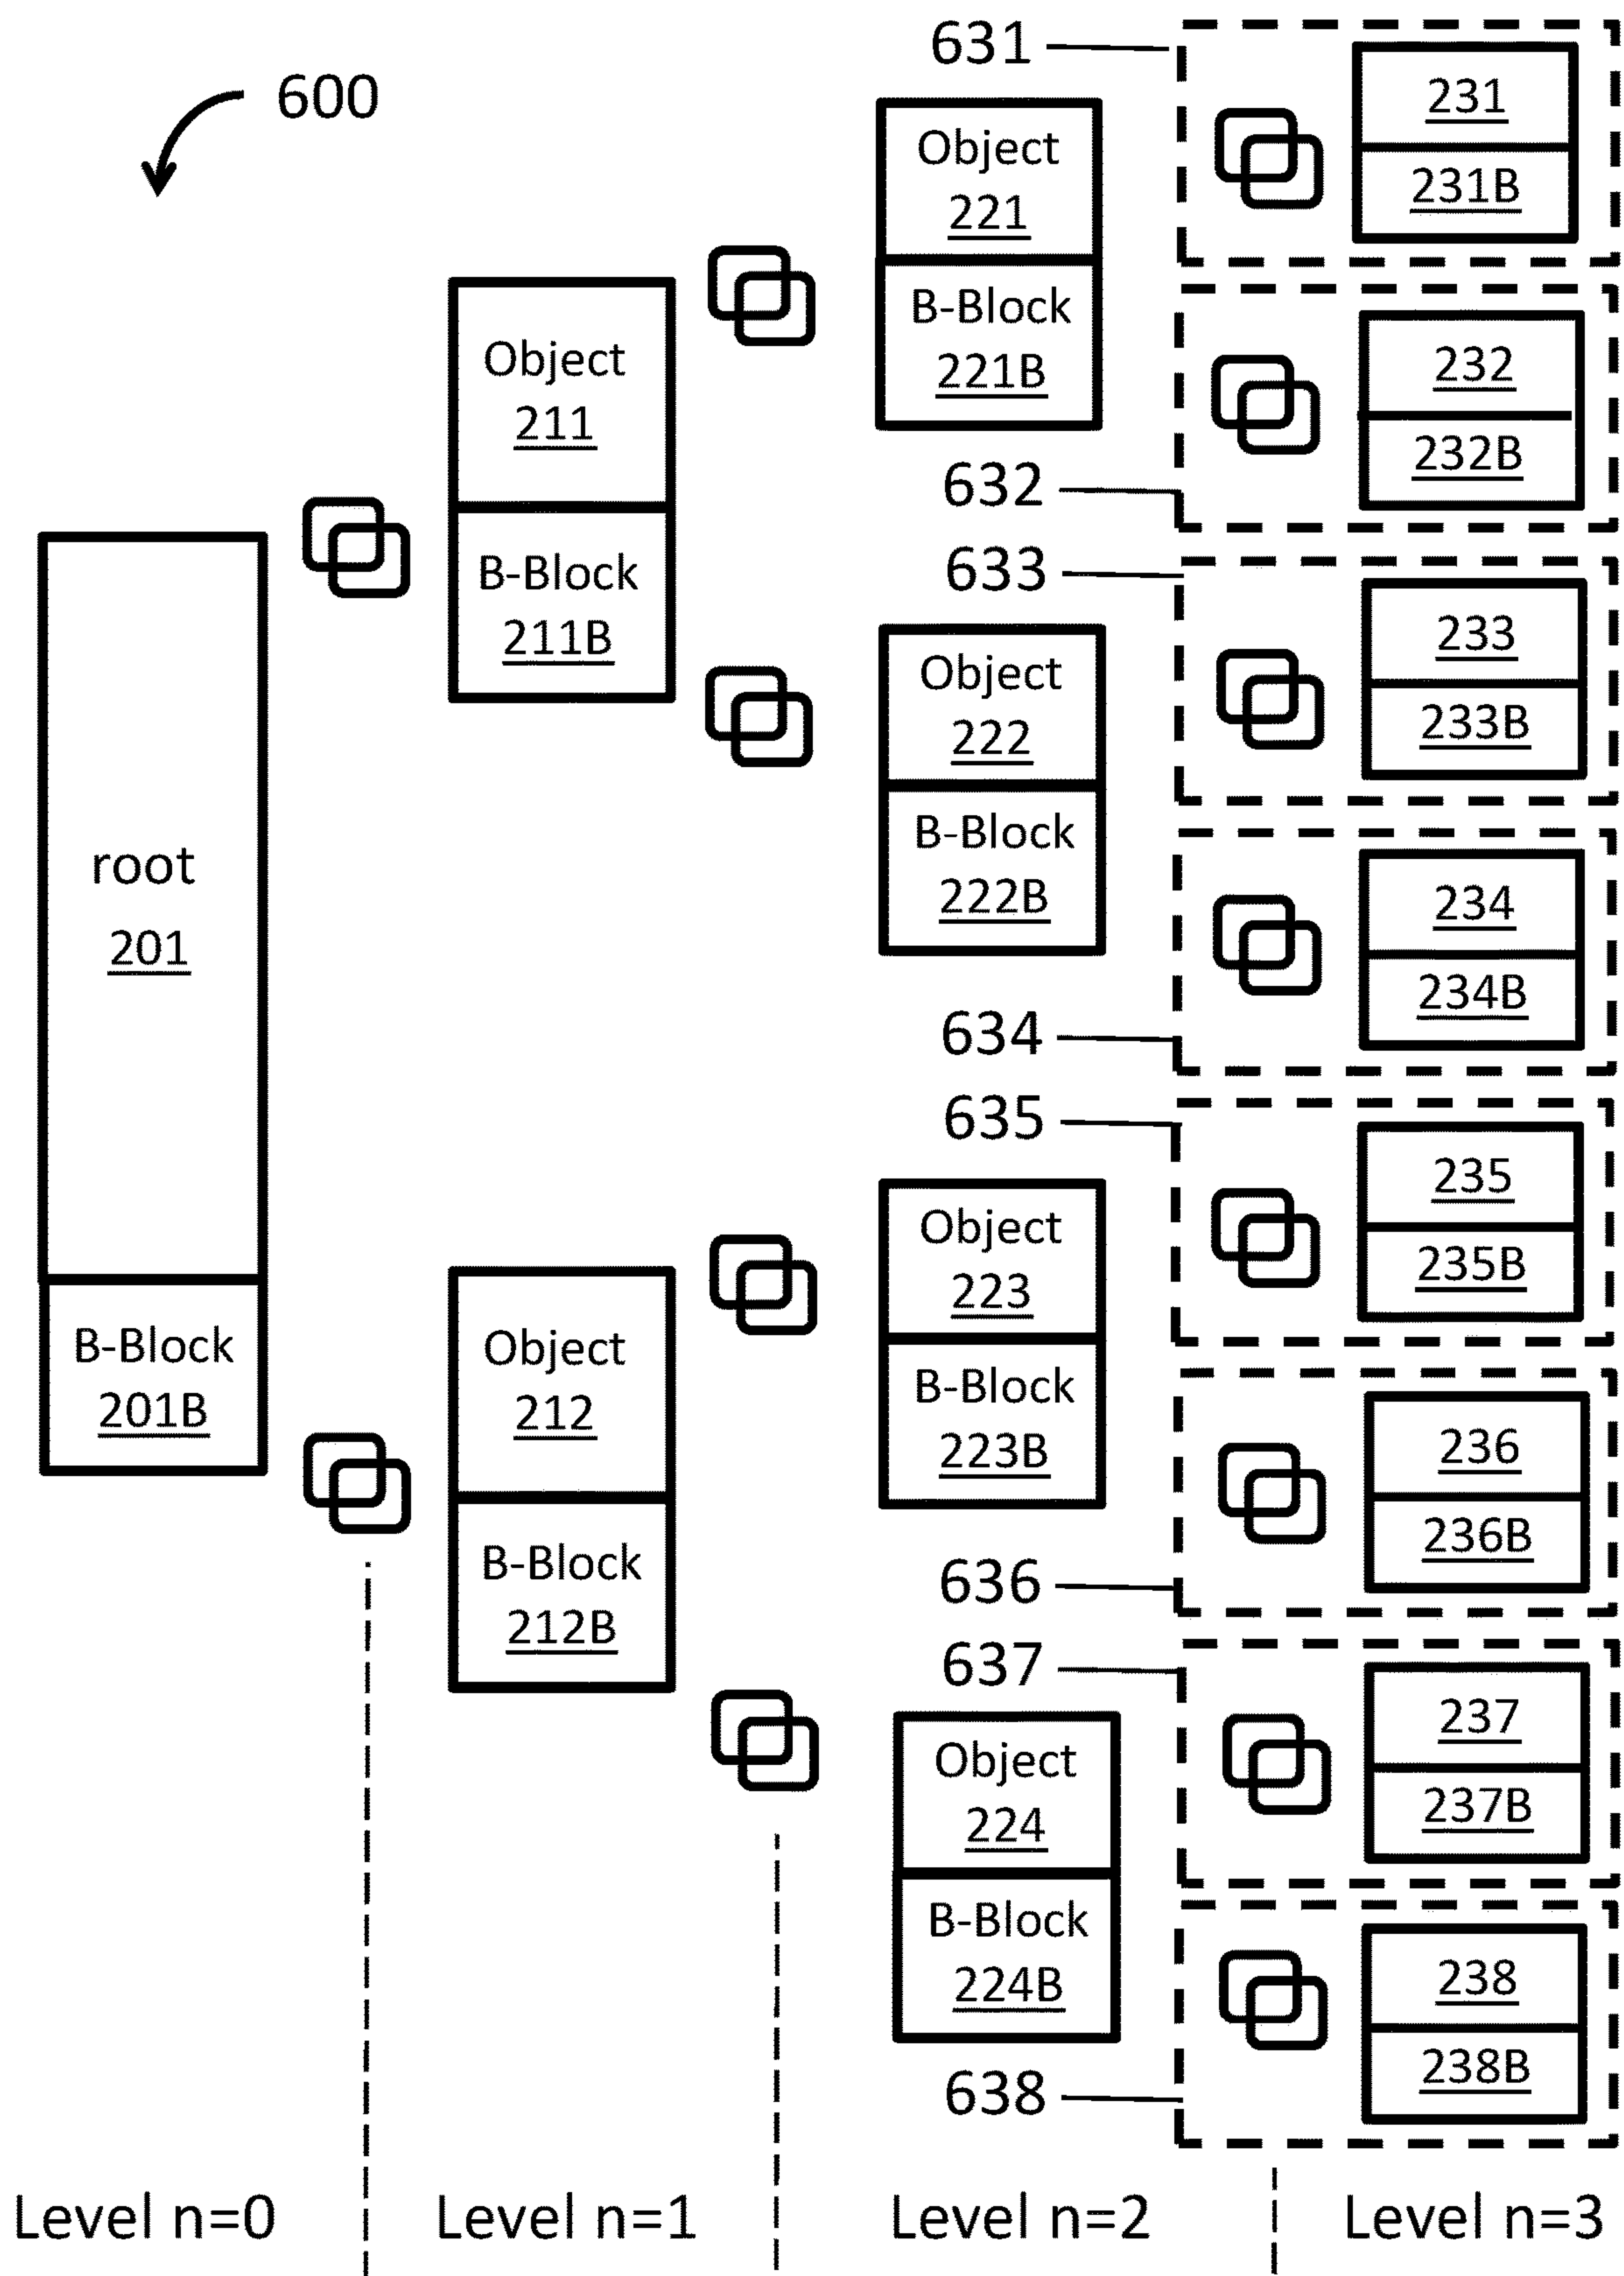 600
root
201
B-Block
201B
Object
211
B-Block
211B
Object
212
B-Block
212B
Object
221
B-Block
221B
Object
222
B-Block
222B
Object
223
B-Block
223B
Object
224
B-Block
224B
631
231
231B
632
232
232B
633
233
233B
634
234
234B
635
235
235B
636
236
236B
637
237
237B
638
238
238B
Level n=0
Level n=1
Level n=2
Level n=3